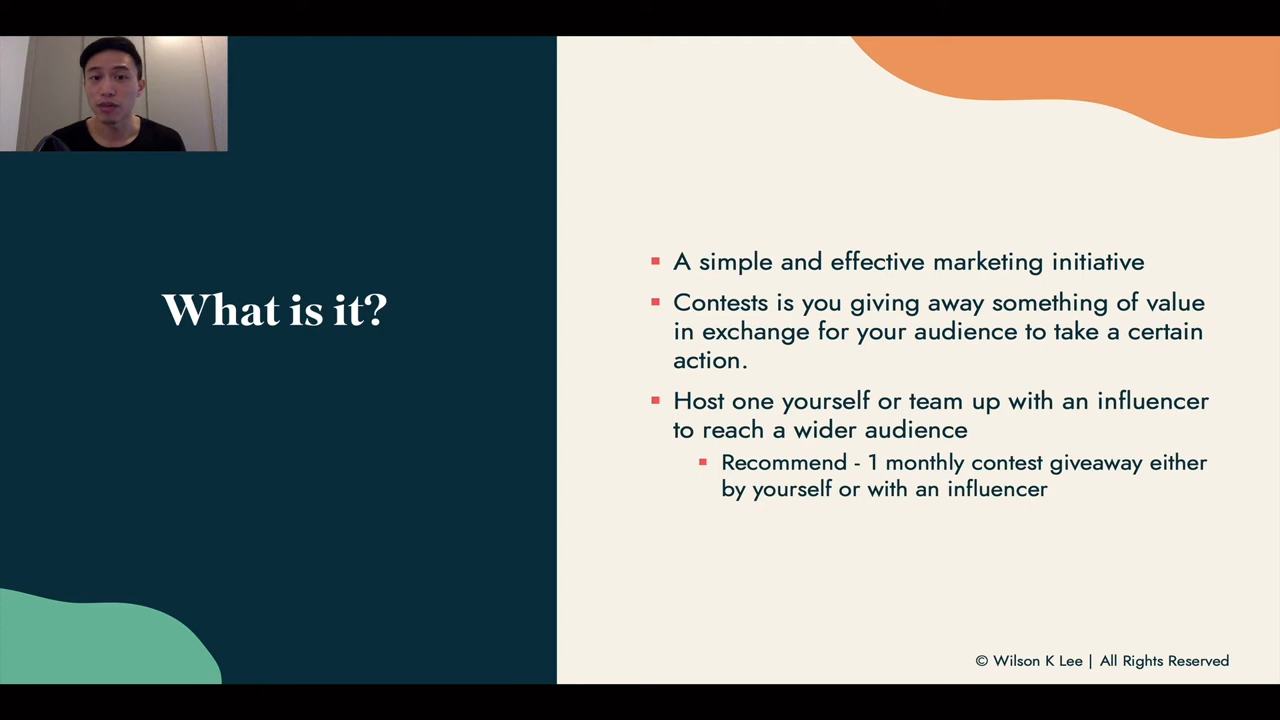 What is it?
A simple and effective marketing initiative
Contests is you giving away something of value
in exchange for your audience to take a certain
action.
Host one yourself or team up with an influencer
to reach a wider audience
Recommend - 1 monthly contest giveaway either
by yourself or with an influencer
© Wilson K Lee | All Rights Reserved